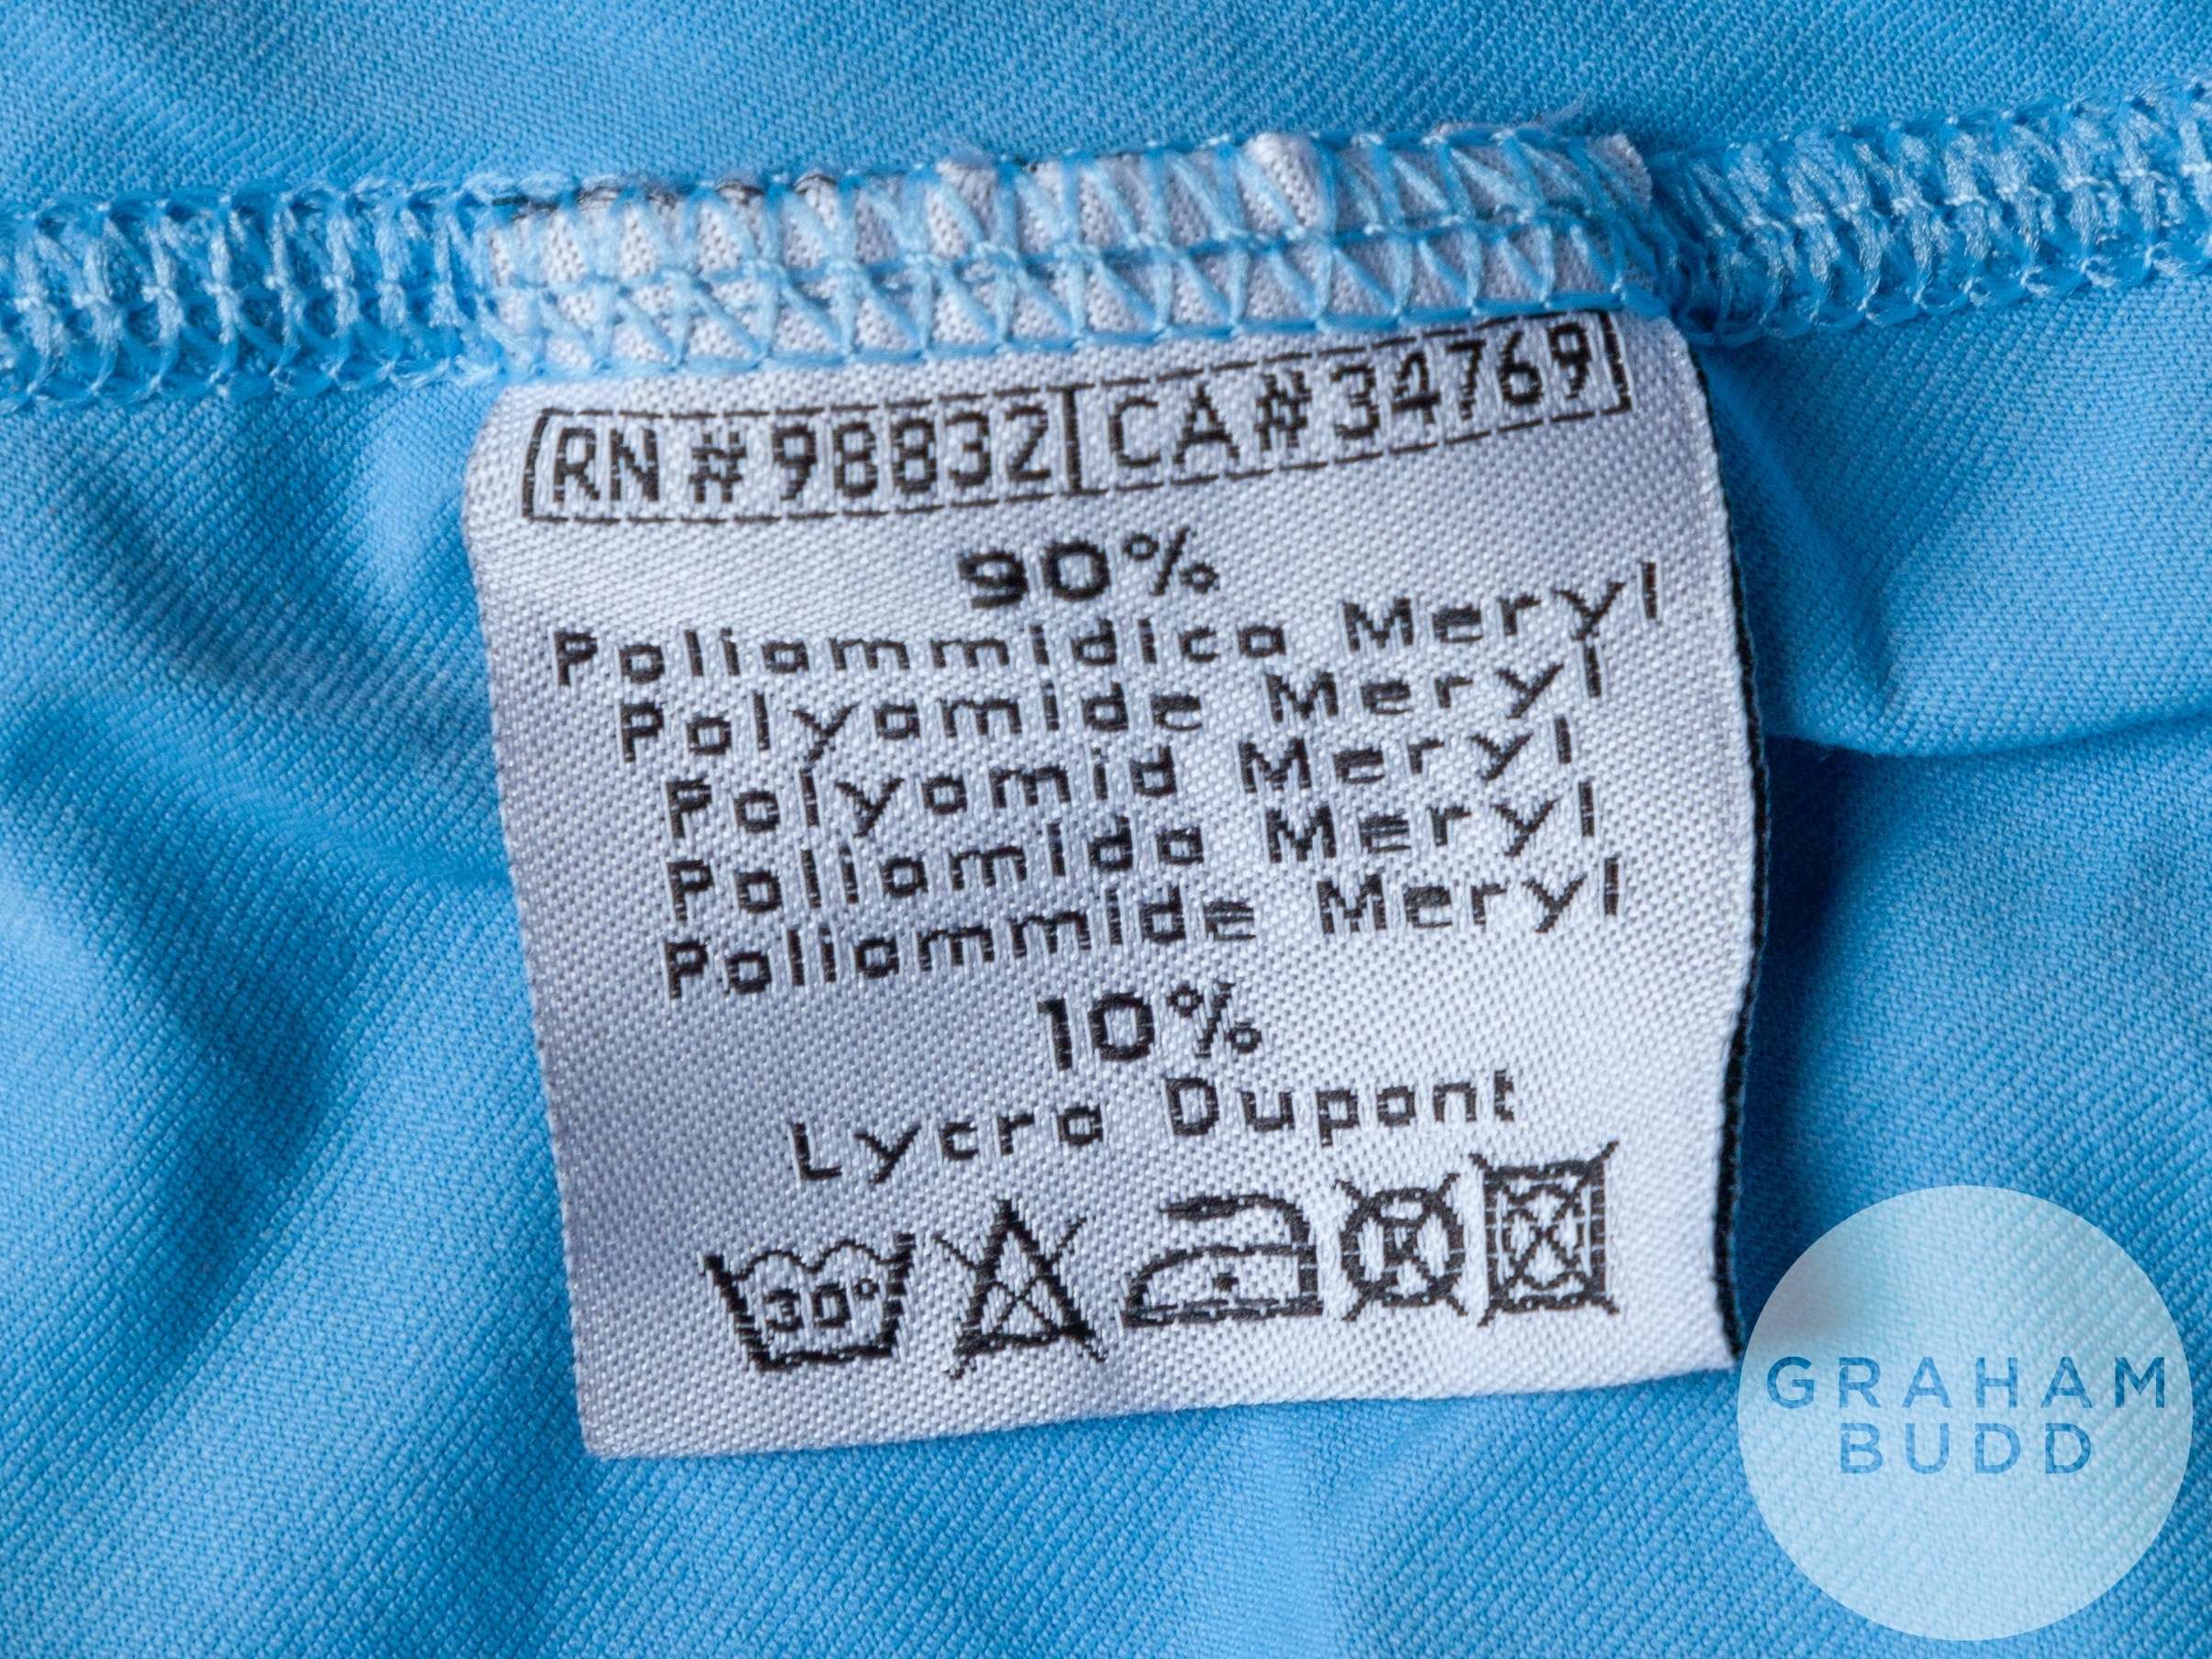 RN #98832 CA#34769
90%
Poliammidica Meryl
Polyamide Meryl
Polyamid Meryl
Poliamida Meryl
Poliammide Meryl
10%
Lycra Dupont
30°
GRAHAM
BUDD